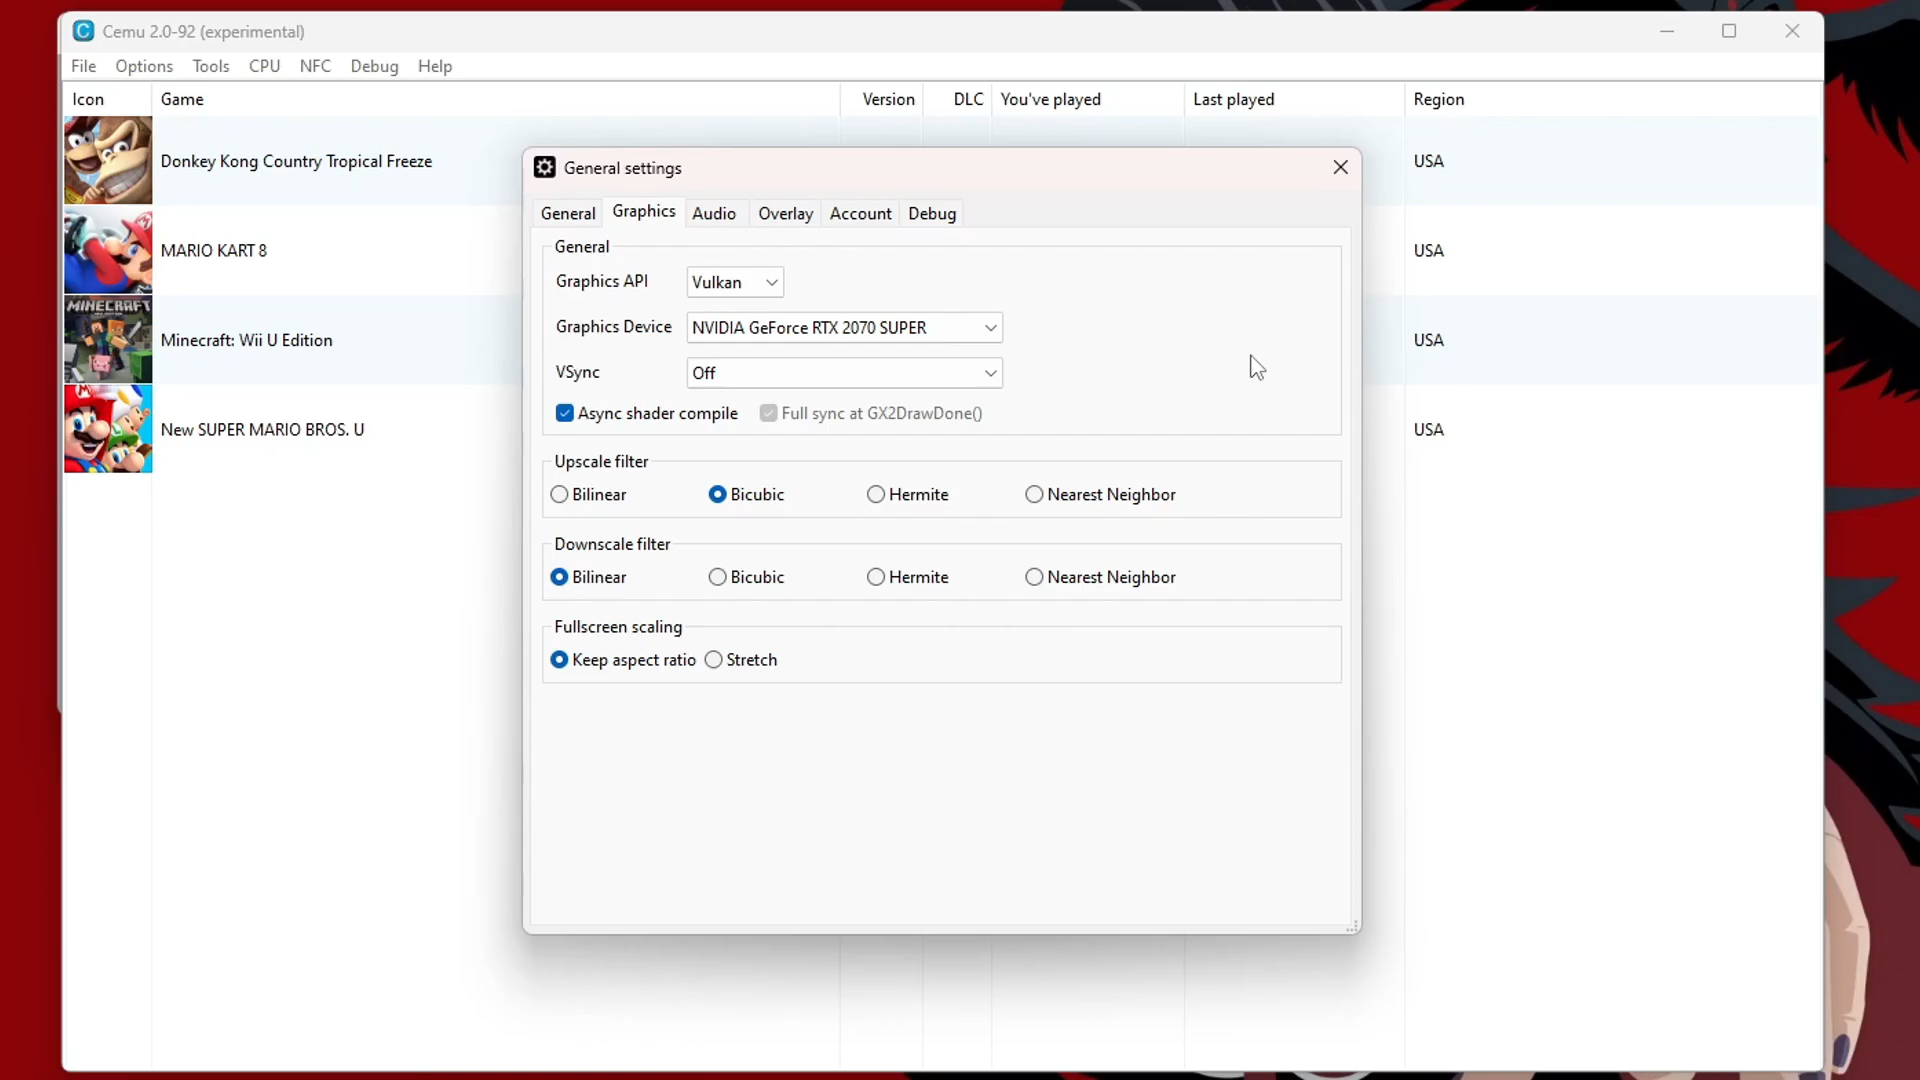 Cemu 2.0-92 (experimental)
File Options Tools CPU NFC Debug Help
Icon Game Version DLC You've played Last played Region
Donkey Kong Country Tropical Freeze USA
General settings
General Graphics Audio Overlay Account Debug
General
MARIO KART 8 USA
Graphics API Vulkan
MINECRAFT
Graphics Device NVIDIA GeForce RTX 2070 SUPER
Minecraft: Wii U Edition USA
VSync Off
Async shader compile Full sync at GX2DrawDone()
New SUPER MARIO BROS. U USA
Upscale filter
Bilinear Bicubic Hermite Nearest Neighbor
Downscale filter
Bilinear Bicubic Hermite Nearest Neighbor
Fullscreen scaling
Keep aspect ratio Stretch